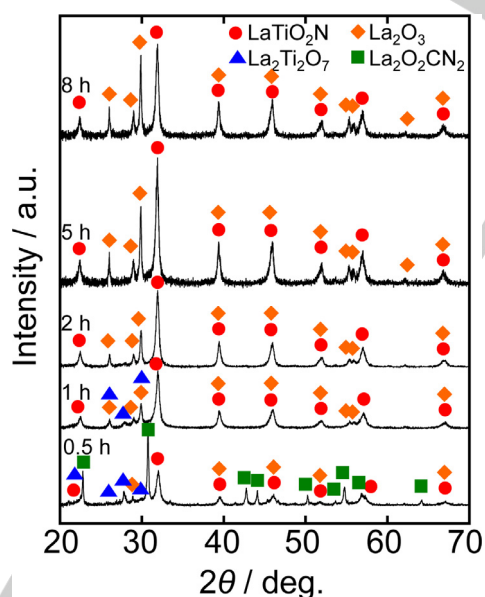 LaTiO2N La2O3
La2Ti2O7 La2O2CN2
8 h
5 h
2 h
1 h
0.5 h
Intensity / a.u.
20 30 40 50 60 70
2θ / deg.